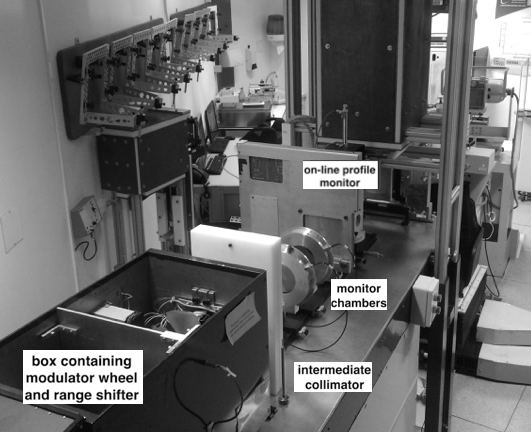 on-line profile
monitor
monitor
chambers
intermediate
collimator
box containing
modulator wheel
and range shifter